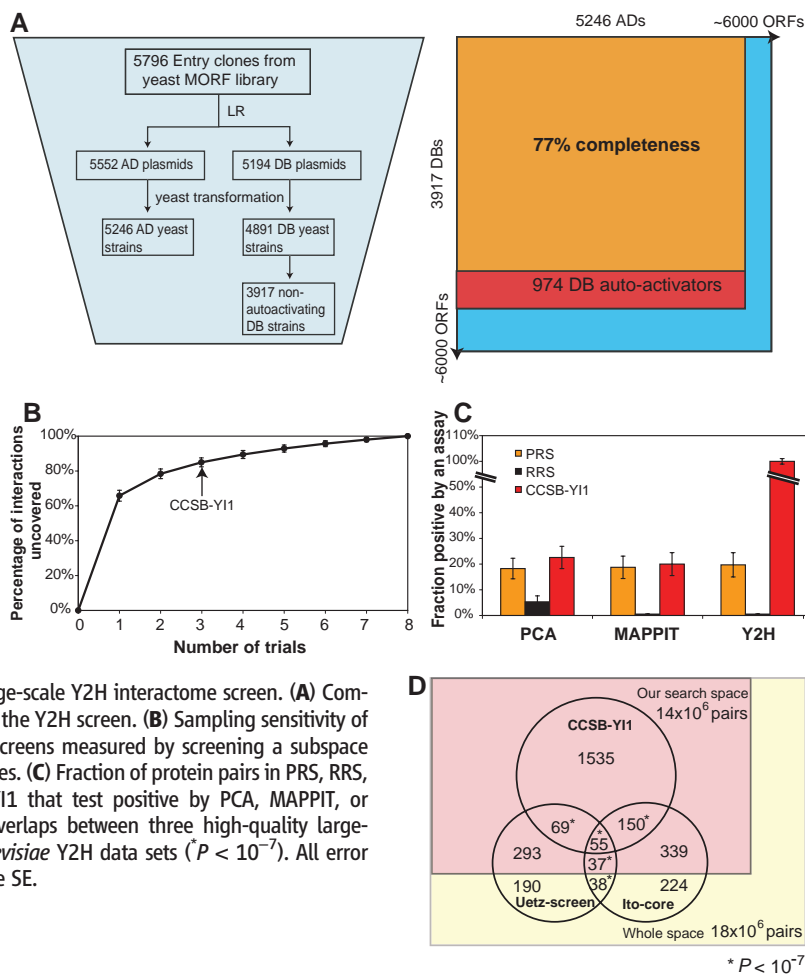 A
5796 Entry clones from
yeast MORF library
LR
5552 AD plasmids
5194 DB plasmids
yeast transformation
5246 AD yeast
strains
4891 DB yeast
strains
3917 non-
autoactivating
DB strains
5246 ADs
~6000 ORFs
3917 DBs
77% completeness
974 DB auto-activators
~6000 ORFs
B
Percentage of interactions
uncovered
100%
80%
60%
40%
20%
0%
CCSB-YI1
0 1 2 3 4 5 6 7 8
Number of trials
C
Fraction positive by an assay
110%
100%
50%
40%
30%
20%
10%
0%
PRS
RRS
CCSB-YI1
PCA MAPPIT Y2H
ge-scale Y2H interactome screen. (A) Com-
the Y2H screen. (B) Sampling sensitivity of
creens measured by screening a subspace
es. (C) Fraction of protein pairs in PRS, RRS,
YI1 that test positive by PCA, MAPPIT, or
verlaps between three high-quality large-
evisiae Y2H data sets (*P < 10-7). All error
e SE.
D
Our search space
14x106 pairs
CCSB-YI1
1535
69* 150*
*
55
293 37* 339
190 38* 224
Uetz-screen Ito-core
Whole space 18x106 pairs
* P < 10-7